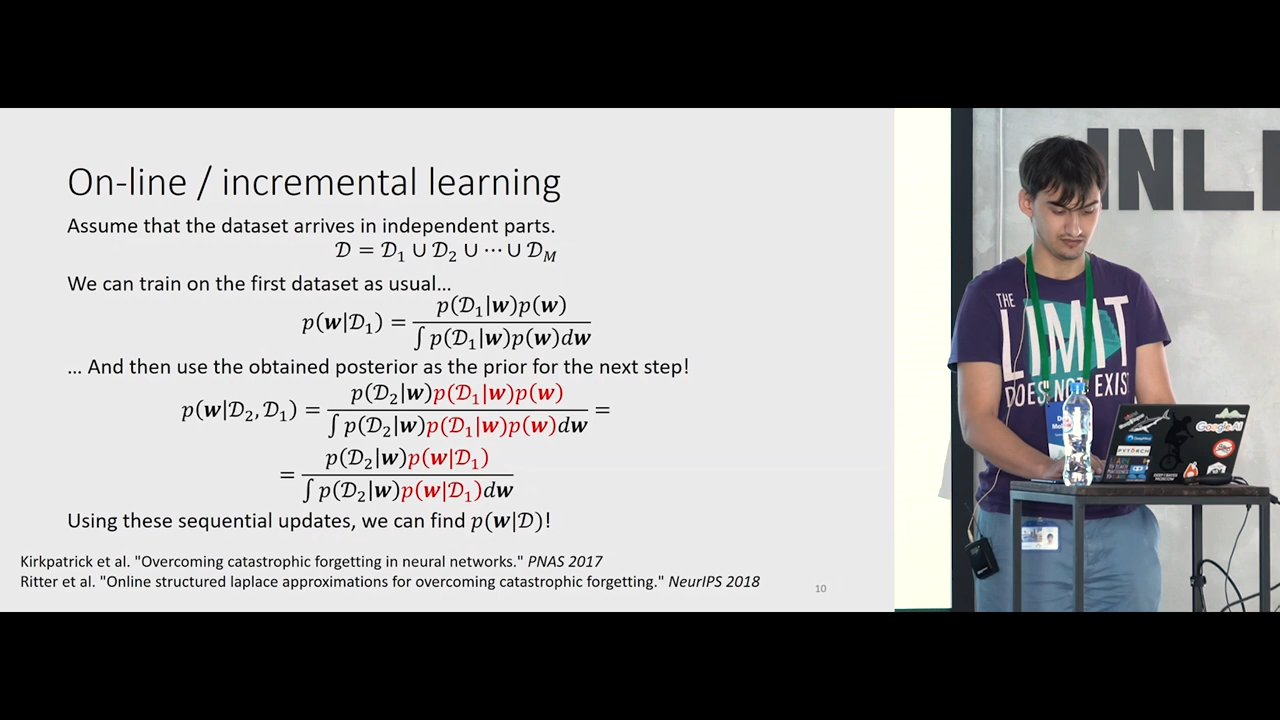 On-line / incremental learning
Assume that the dataset arrives in independent parts.
𝒟 = 𝒟₁ ∪ 𝒟₂ ∪ ⋯ ∪ 𝒟_M
We can train on the first dataset as usual…
p(𝒘|𝒟₁) = p(𝒟₁|𝒘)p(𝒘) / ∫ p(𝒟₁|𝒘)p(𝒘)d𝒘
… And then use the obtained posterior as the prior for the next step!
p(𝒘|𝒟₂, 𝒟₁) = p(𝒟₂|𝒘)p(𝒟₁|𝒘)p(𝒘) / ∫ p(𝒟₂|𝒘)p(𝒟₁|𝒘)p(𝒘)d𝒘 =
= p(𝒟₂|𝒘)p(𝒘|𝒟₁) / ∫ p(𝒟₂|𝒘)p(𝒘|𝒟₁)d𝒘
Using these sequential updates, we can find p(𝒘|𝒟)!
Kirkpatrick et al. "Overcoming catastrophic forgetting in neural networks." PNAS 2017
Ritter et al. "Online structured laplace approximations for overcoming catastrophic forgetting." NeurIPS 2018
10
INL
THE
LIMIT
DOES NOT EXIST
Google AI
PYTORCH